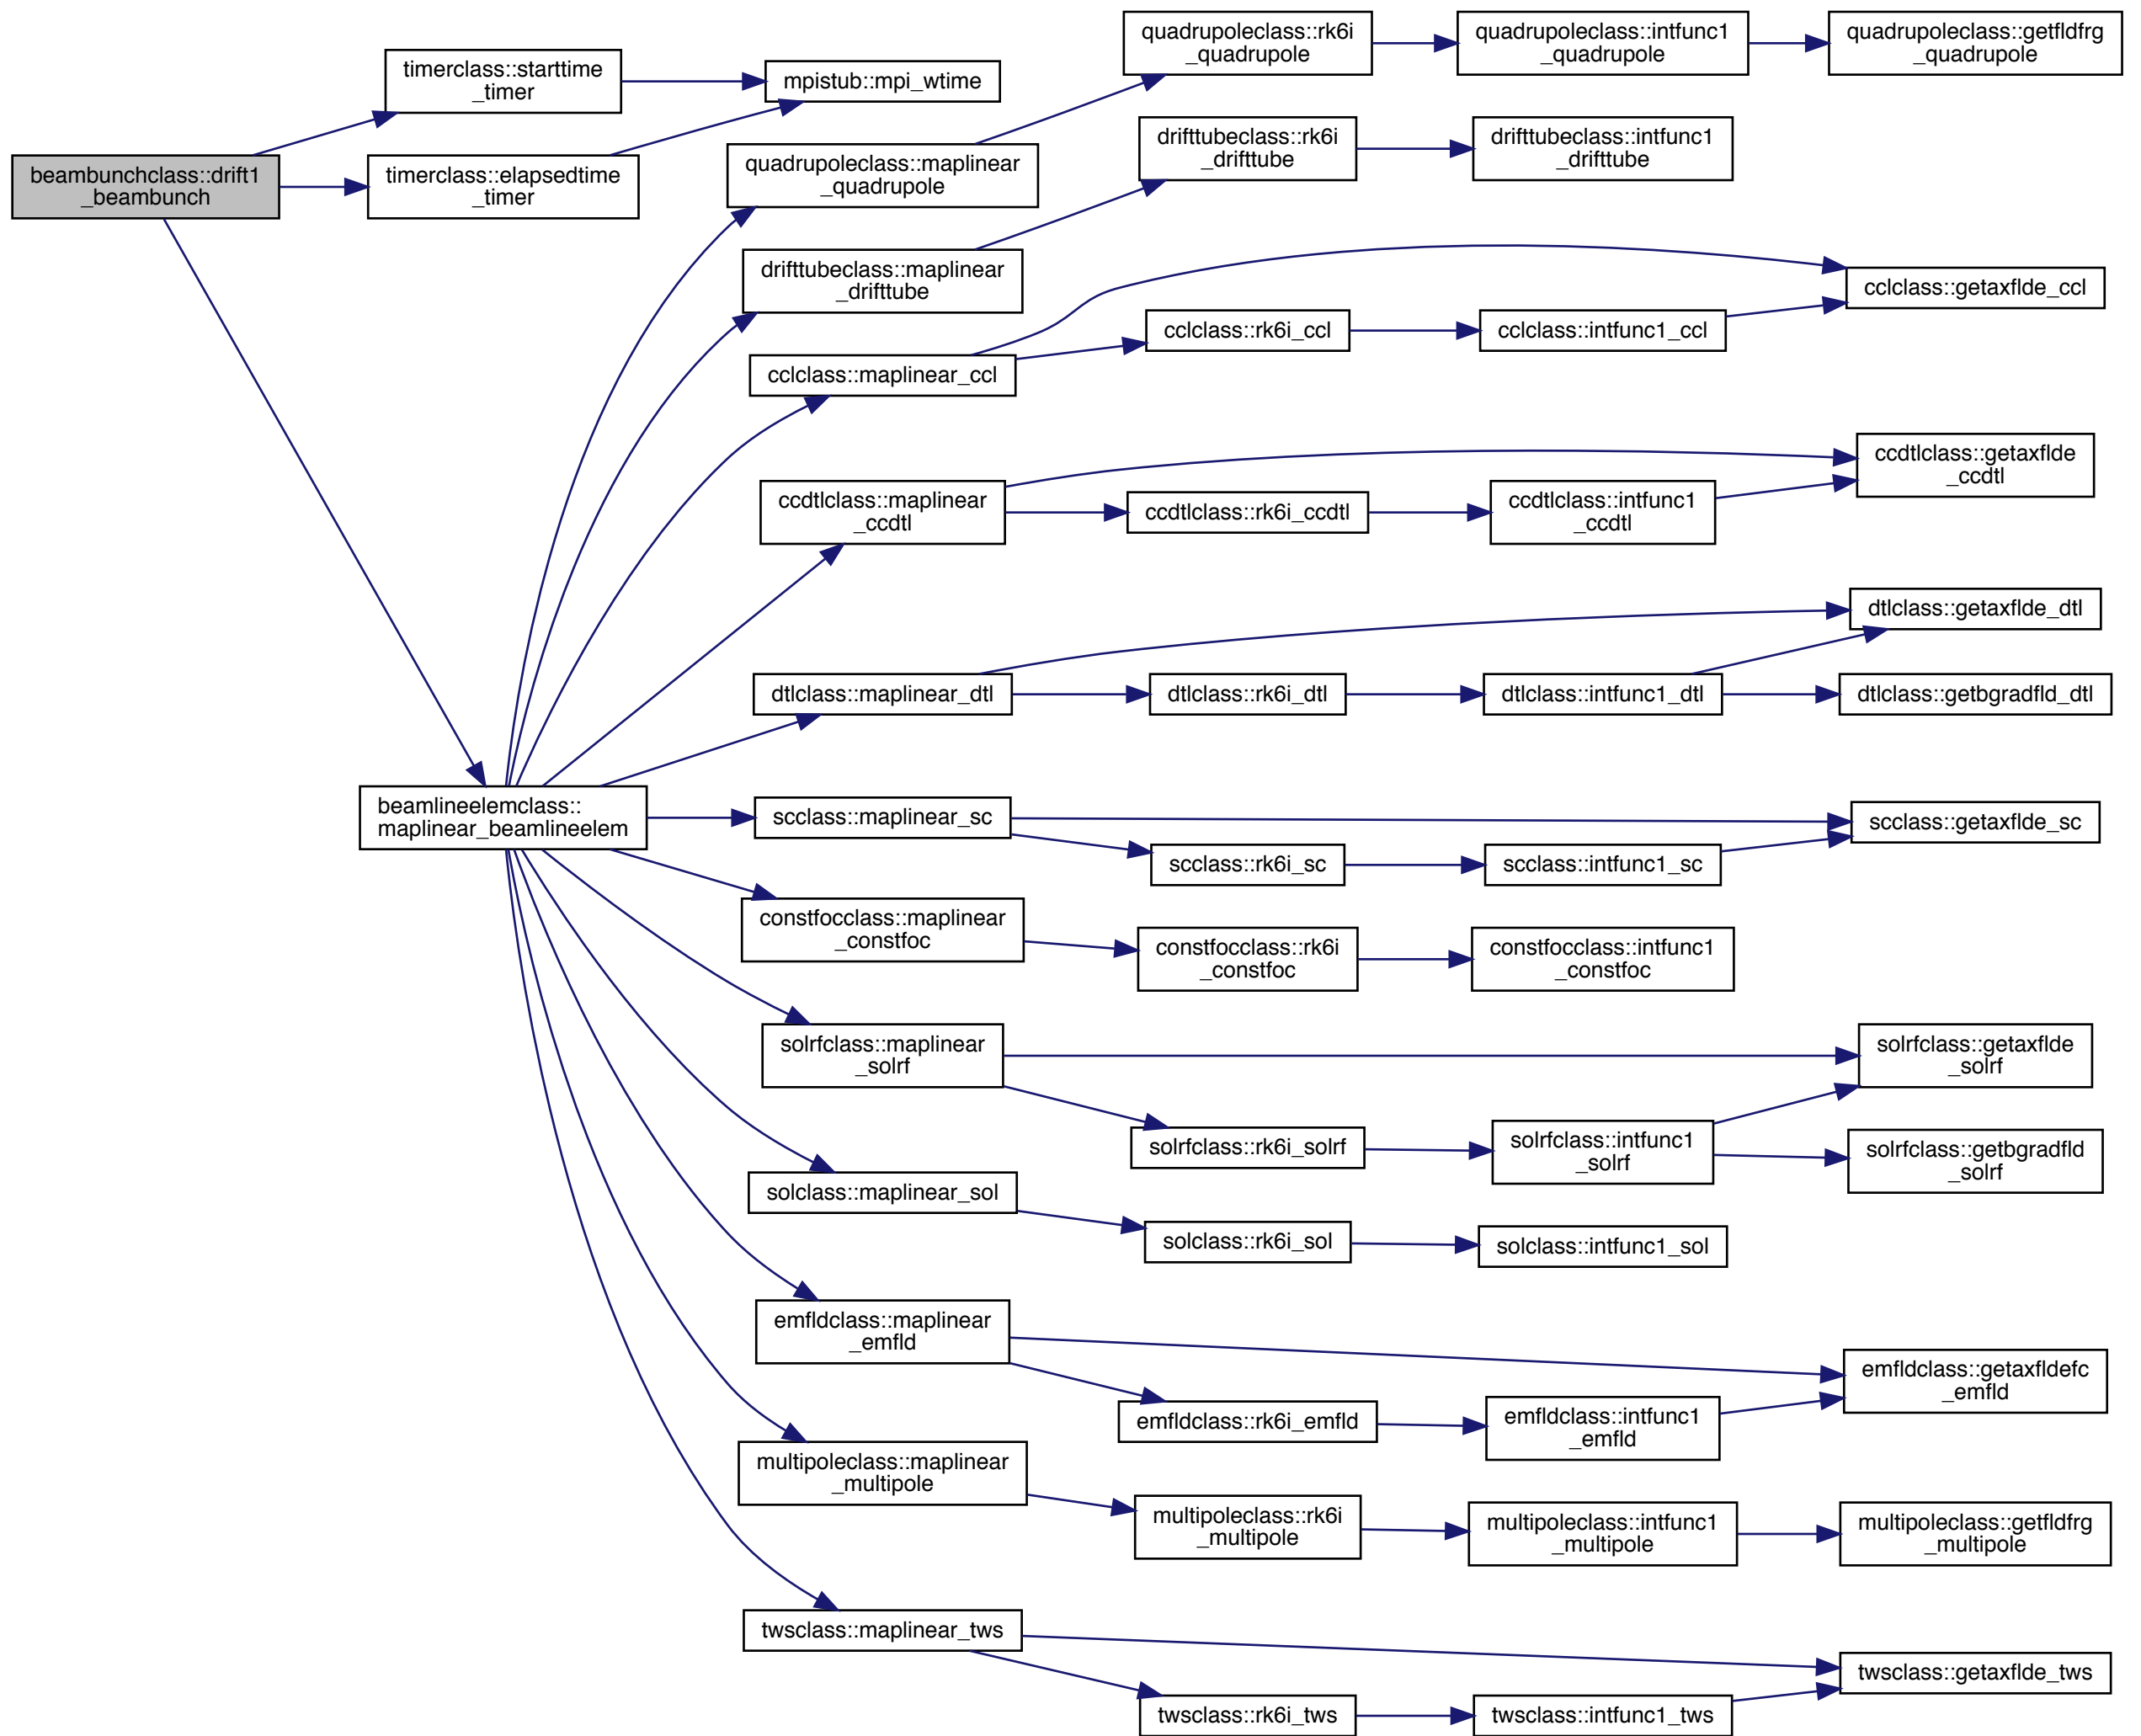 beambunchclass::drift1
_beambunch
timerclass::starttime
_timer
timerclass::elapsedtime
_timer
mpistub::mpi_wtime
beamlineelemclass::
maplinear_beamlineelem
quadrupoleclass::maplinear
_quadrupole
quadrupoleclass::rk6i
_quadrupole
quadrupoleclass::intfunc1
_quadrupole
quadrupoleclass::getfldfrg
_quadrupole
drifttubeclass::maplinear
_drifttube
drifttubeclass::rk6i
_drifttube
drifttubeclass::intfunc1
_drifttube
cclclass::maplinear_ccl
cclclass::rk6i_ccl
cclclass::intfunc1_ccl
cclclass::getaxflde_ccl
ccdtlclass::maplinear
_ccdtl
ccdtlclass::rk6i_ccdtl
ccdtlclass::intfunc1
_ccdtl
ccdtlclass::getaxflde
_ccdtl
dtlclass::maplinear_dtl
dtlclass::rk6i_dtl
dtlclass::intfunc1_dtl
dtlclass::getaxflde_dtl
dtlclass::getbgradfld_dtl
scclass::maplinear_sc
scclass::rk6i_sc
scclass::intfunc1_sc
scclass::getaxflde_sc
constfocclass::maplinear
_constfoc
constfocclass::rk6i
_constfoc
constfocclass::intfunc1
_constfoc
solrfclass::maplinear
_solrf
solrfclass::rk6i_solrf
solrfclass::intfunc1
_solrf
solrfclass::getaxflde
_solrf
solrfclass::getbgradfld
_solrf
solclass::maplinear_sol
solclass::rk6i_sol
solclass::intfunc1_sol
emfldclass::maplinear
_emfld
emfldclass::rk6i_emfld
emfldclass::intfunc1
_emfld
emfldclass::getaxfldefc
_emfld
multipoleclass::maplinear
_multipole
multipoleclass::rk6i
_multipole
multipoleclass::intfunc1
_multipole
multipoleclass::getfldfrg
_multipole
twsclass::maplinear_tws
twsclass::rk6i_tws
twsclass::intfunc1_tws
twsclass::getaxflde_tws